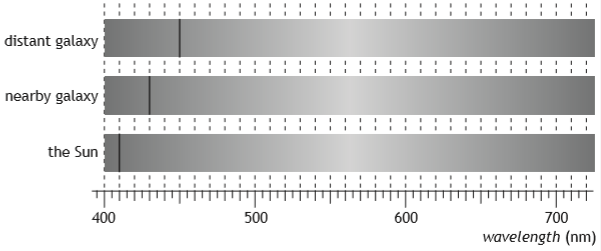 distant galaxy
nearby galaxy
the Sun
400 500 600 700
wavelength (nm)